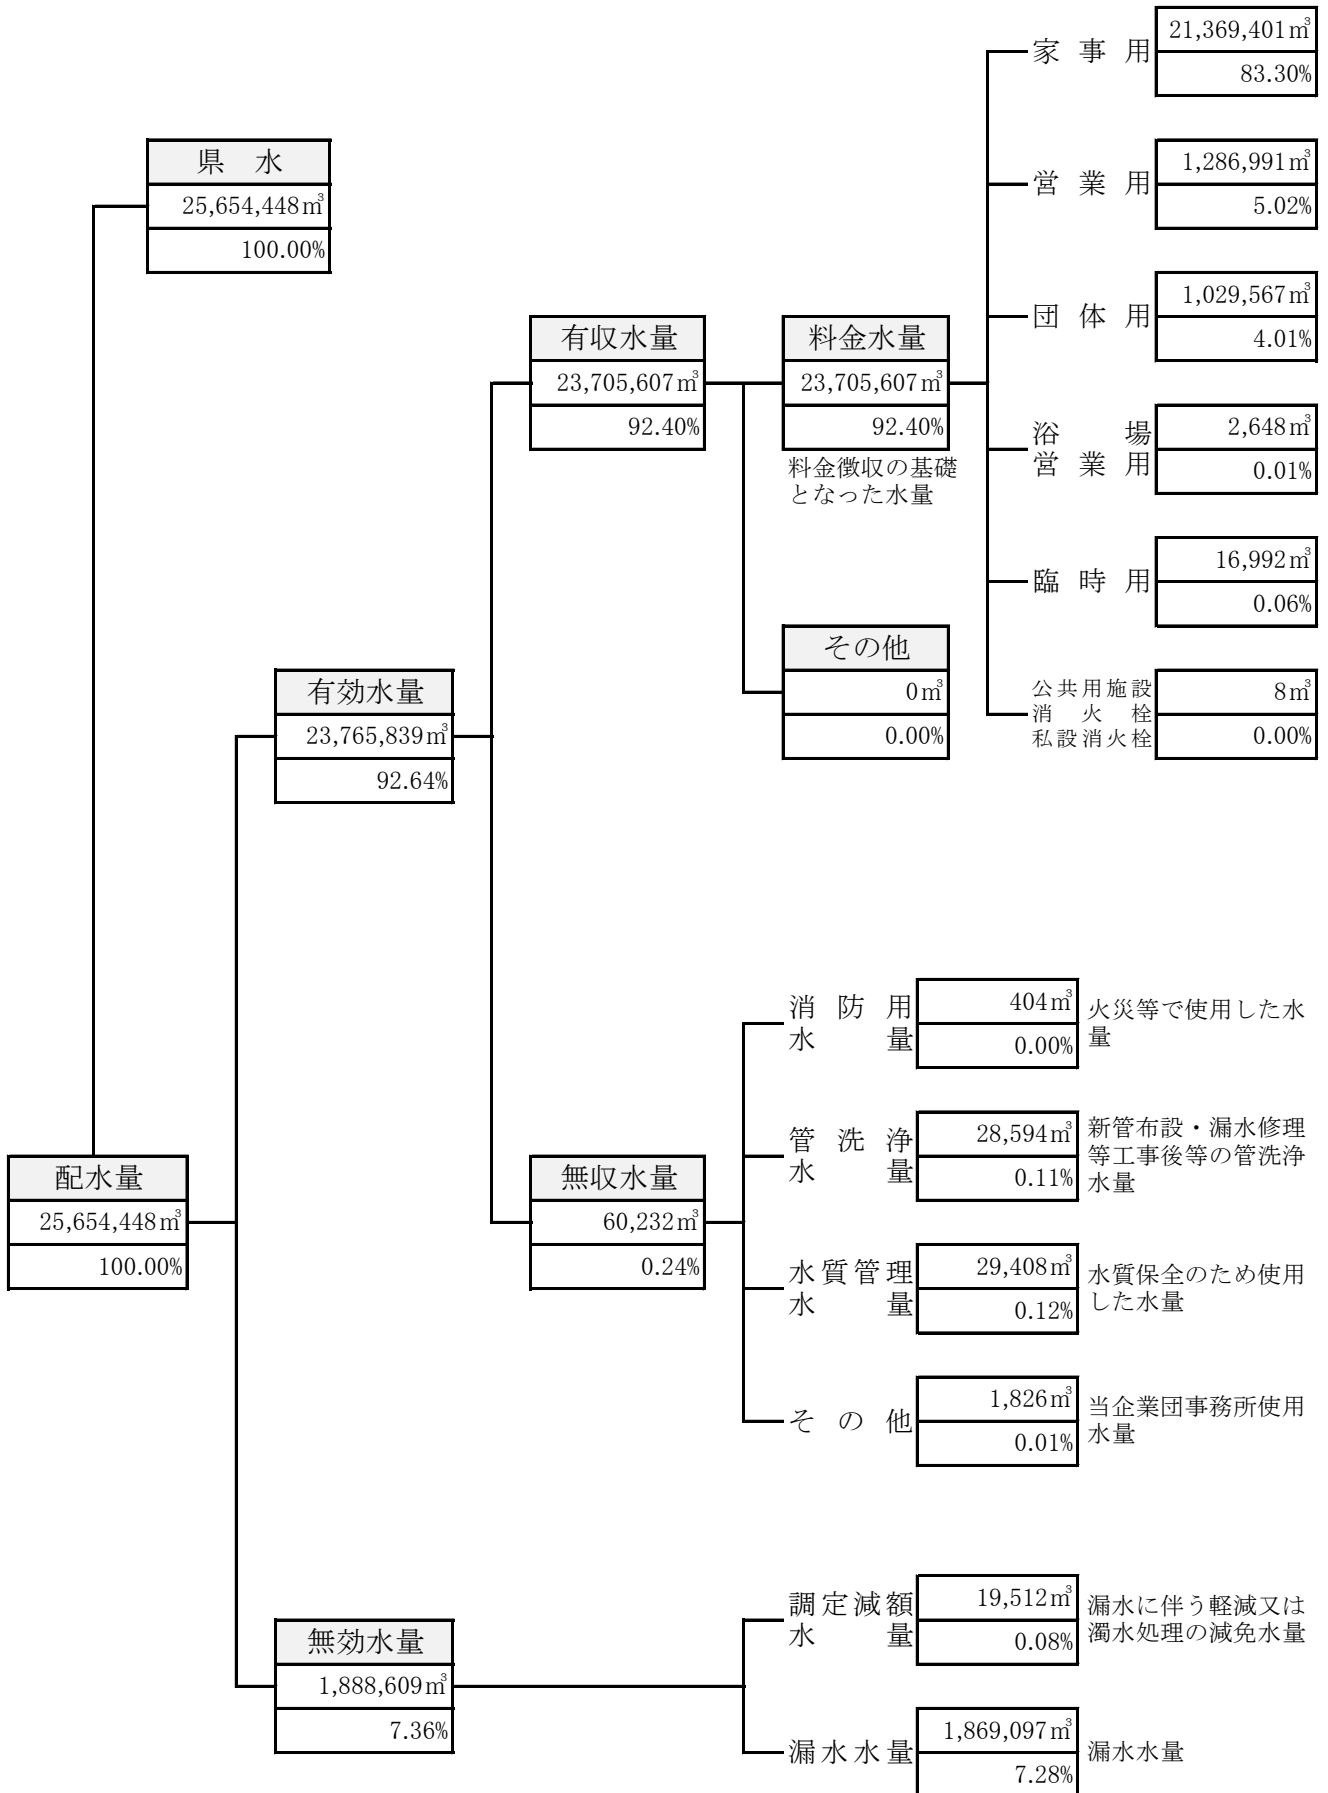 県 水
25,654,448㎥
100.00%
配水量
25,654,448㎥
100.00%
有効水量
23,765,839㎥
92.64%
有収水量
23,705,607㎥
92.40%
料金水量
23,705,607㎥
92.40%
料金徴収の基礎
となった水量
家事用
21,369,401㎥
83.30%
営業用
1,286,991㎥
5.02%
団体用
1,029,567㎥
4.01%
浴場
営業用
2,648㎥
0.01%
臨時用
16,992㎥
0.06%
公共用施設
消火栓
私設消火栓
8㎥
0.00%
その他
0㎥
0.00%
無収水量
60,232㎥
0.24%
消防用
水量
404㎥
0.00%
火災等で使用した水
量
管洗浄
水量
28,594㎥
0.11%
新管布設・漏水修理
等工事後等の管洗浄
水量
水質管理
水量
29,408㎥
0.12%
水質保全のため使用
した水量
その他
1,826㎥
0.01%
当企業団事務所使用
水量
無効水量
1,888,609㎥
7.36%
調定減額
水量
19,512㎥
0.08%
漏水に伴う軽減又は
濁水処理の減免水量
漏水水量
1,869,097㎥
7.28%
漏水水量